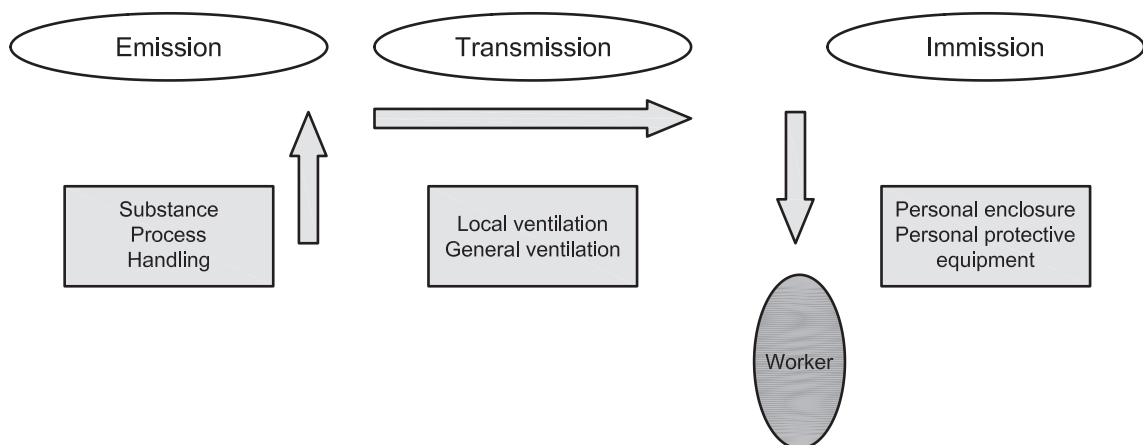 Emission
Transmission
Immission
Substance
Process
Handling
Local ventilation
General ventilation
Personal enclosure
Personal protective
equipment
Worker